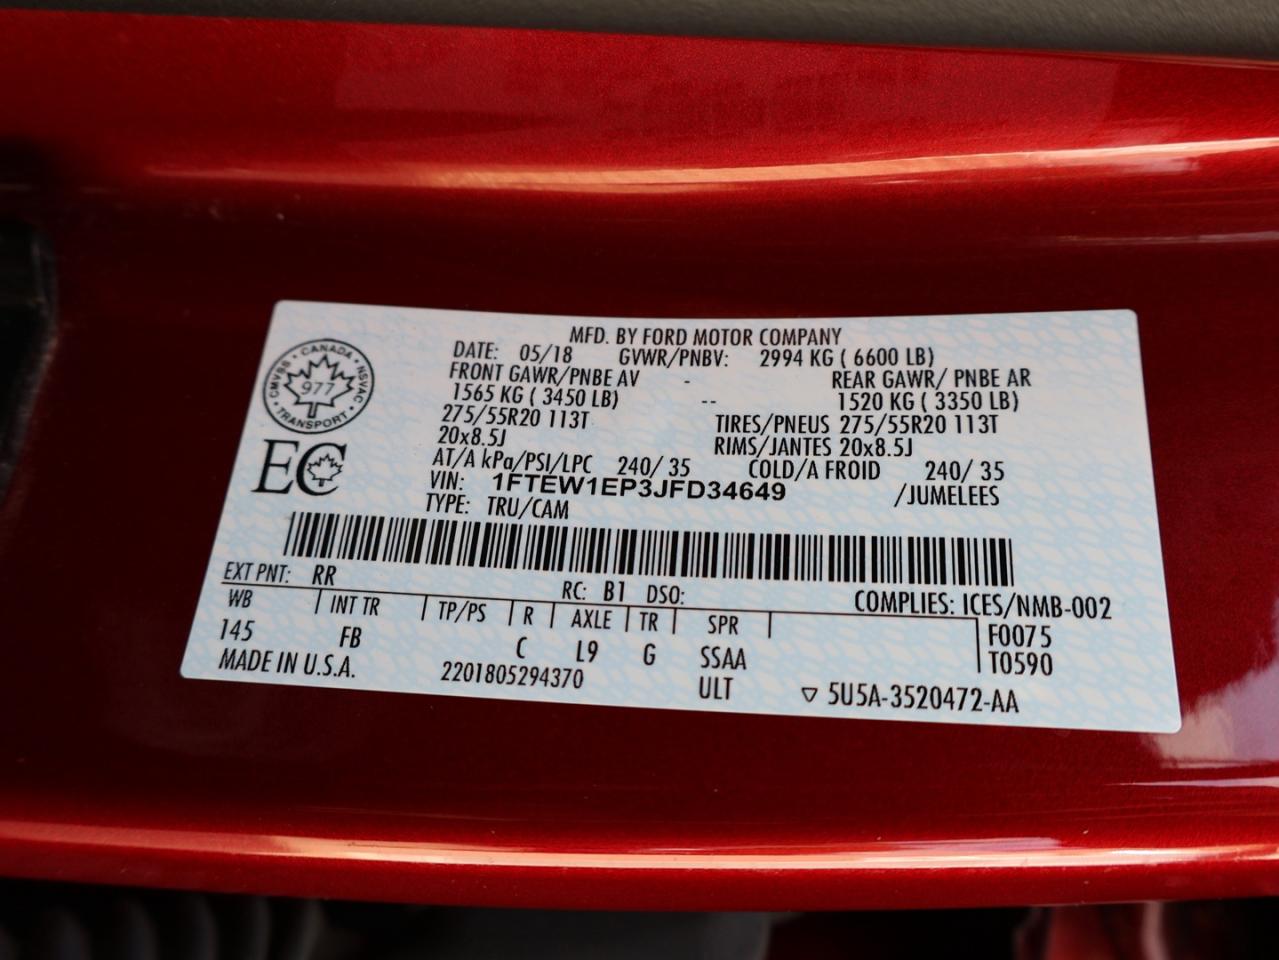 MFD. BY FORD MOTOR COMPANY
DATE: 05/18 GVWR/PNBV: 2994 KG ( 6600 LB)
FRONT GAWR/PNBE AV - REAR GAWR/ PNBE AR
1565 KG ( 3450 LB) -- 1520 KG ( 3350 LB)
275/55R20 113T TIRES/PNEUS 275/55R20 113T
20x8.5J RIMS/JANTES 20x8.5J
AT/A kPa/PSI/LPC 240/ 35 COLD/A FROID 240/ 35
VIN: 1FTEW1EP3JFD34649 /JUMELEES
TYPE: TRU/CAM
CANADA
CMVSS 977 NSVAC
TRANSPORT
EC
EXT PNT: RR RC: B1 DSO: COMPLIES: ICES/NMB-002
WB INT TR TP/PS R AXLE TR SPR F0075
145 FB C L9 G SSAA T0590
MADE IN U.S.A. 2201805294370 ULT ▽ 5U5A-3520472-AA